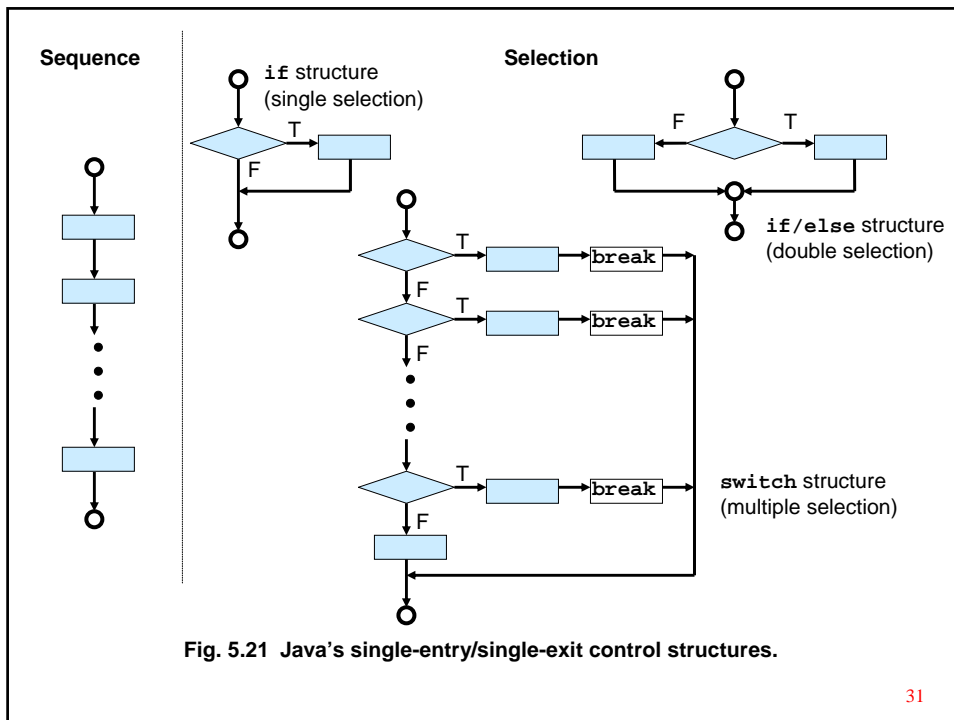 Sequence
if structure
(single selection)
T
F
Selection
F
T
if/else structure
(double selection)
T
break
F
T
break
F
T
break
F
switch structure
(multiple selection)
Fig. 5.21 Java's single-entry/single-exit control structures.
31